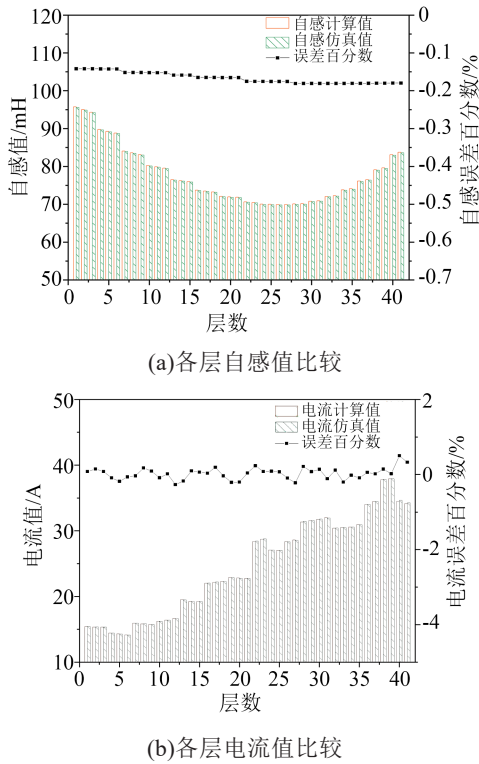 120
110
100
90
80
70
60
50
自感值/mH
0
-0.1
-0.2
-0.3
-0.4
-0.5
-0.6
-0.7
自感误差百分数/%
自感计算值
自感仿真值
误差百分数
0 5 10 15 20 25 30 35 40
层数
(a)各层自感值比较
50
40
30
20
10
电流值/A
2
0
-2
-4
电流误差百分数/%
电流计算值
电流仿真值
误差百分数
0 5 10 15 20 25 30 35 40
层数
(b)各层电流值比较